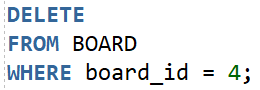 DELETE
FROM BOARD
WHERE board_id = 4;